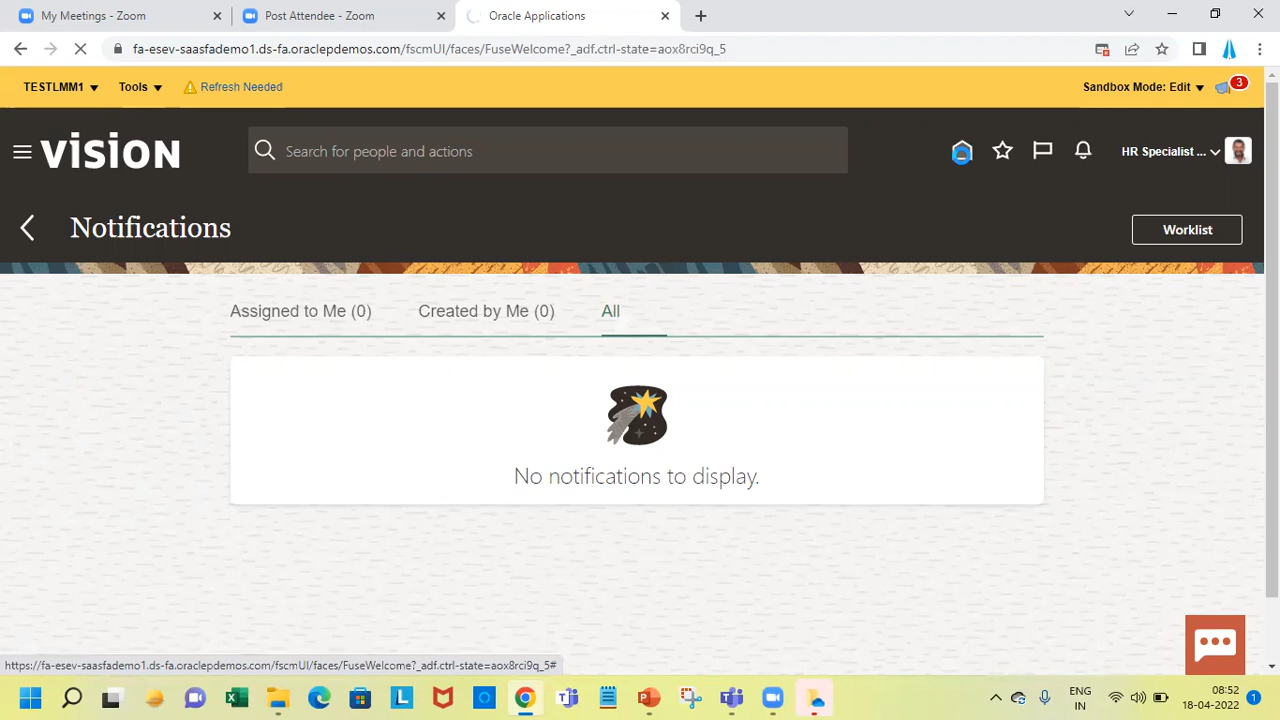 My Meetings - Zoom
Post Attendee - Zoom
Oracle Applications
fa-esev-saasfademo1.ds-fa.oraclepdemos.com/fscmUI/faces/FuseWelcome?_adf.ctrl-state=aox8rci9q_5
TESTLMM1
Tools
Refresh Needed
Sandbox Mode: Edit
3
vision
Search for people and actions
HR Specialist ...
Notifications
Worklist
Assigned to Me (0)
Created by Me (0)
All
No notifications to display.
https://fa-esev-saasfademo1.ds-fa.oraclepdemos.com/fscmUI/faces/FuseWelcome?_adf.ctrl-state=aox8rci9q_5#
ENG
IN
08:52
18-04-2022
1